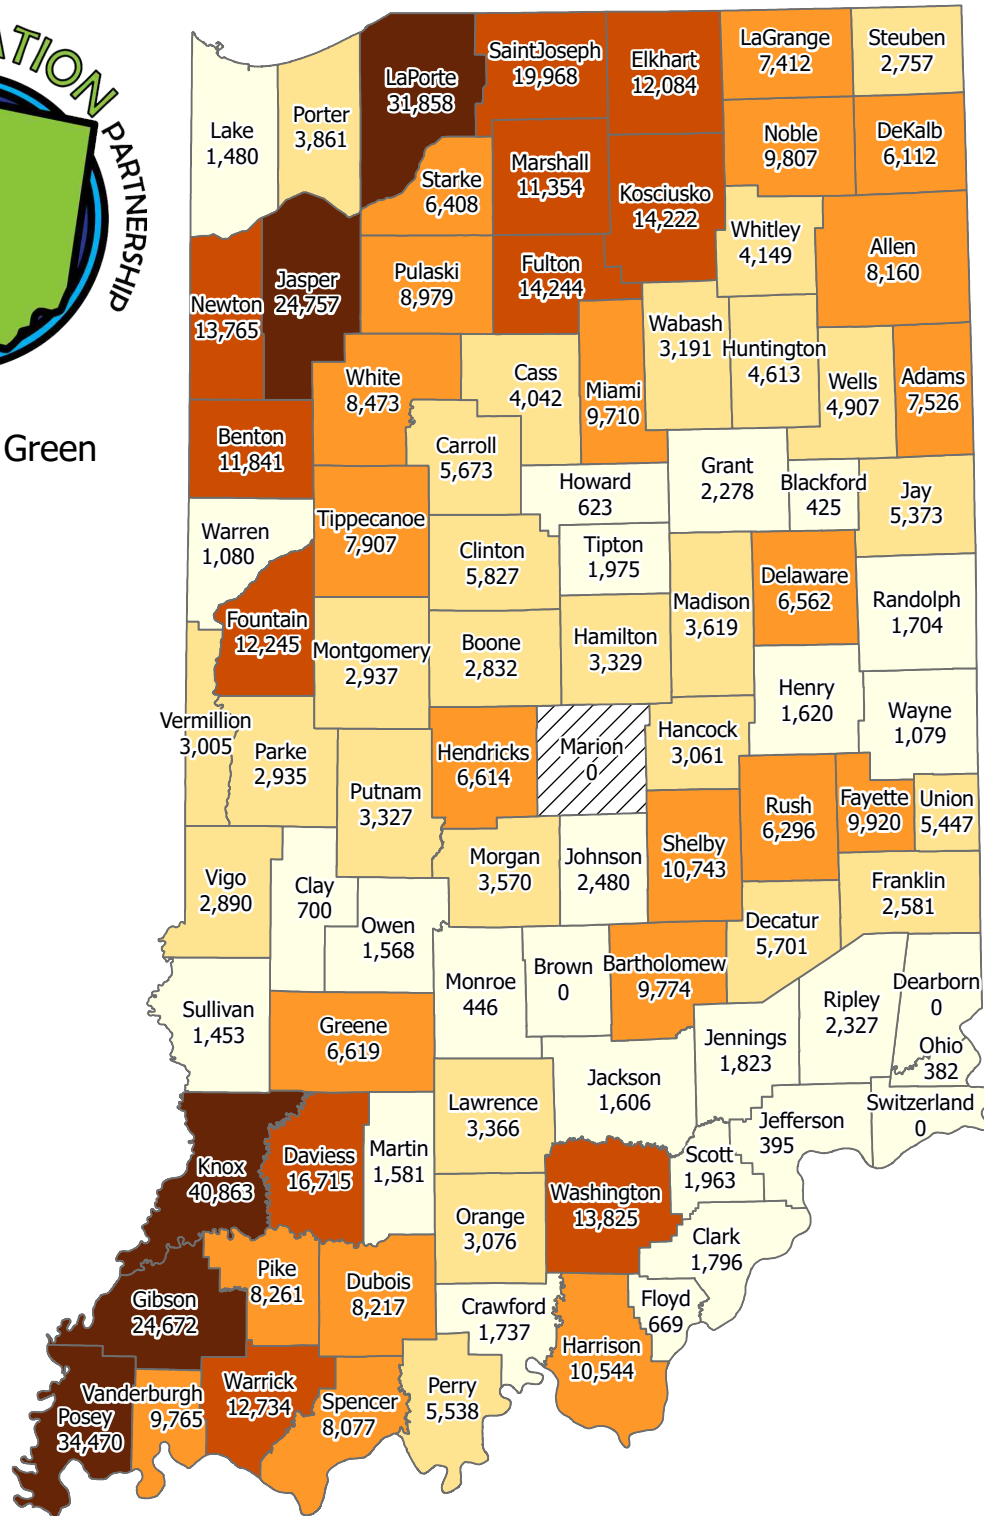 ATION
PARTNERSHIP
Green
LaPorte
31,858
SaintJoseph
19,968
Elkhart
12,084
LaGrange
7,412
Steuben
2,757
Lake
1,480
Porter
3,861
Starke
6,408
Marshall
11,354
Kosciusko
14,222
Noble
9,807
DeKalb
6,112
Whitley
4,149
Allen
8,160
Newton
13,765
Jasper
24,757
Pulaski
8,979
Fulton
14,244
Wabash
3,191
Huntington
4,613
White
8,473
Cass
4,042
Miami
9,710
Wells
4,907
Adams
7,526
Benton
11,841
Carroll
5,673
Howard
623
Grant
2,278
Blackford
425
Jay
5,373
Warren
1,080
Tippecanoe
7,907
Clinton
5,827
Tipton
1,975
Madison
3,619
Delaware
6,562
Randolph
1,704
Fountain
12,245
Montgomery
2,937
Boone
2,832
Hamilton
3,329
Henry
1,620
Wayne
1,079
Vermillion
3,005
Parke
2,935
Hendricks
6,614
Marion
0
Hancock
3,061
Putnam
3,327
Rush
6,296
Fayette
9,920
Union
5,447
Vigo
2,890
Clay
700
Morgan
3,570
Johnson
2,480
Shelby
10,743
Franklin
2,581
Owen
1,568
Decatur
5,701
Sullivan
1,453
Monroe
446
Brown
0
Bartholomew
9,774
Ripley
2,327
Dearborn
0
Greene
6,619
Jennings
1,823
Ohio
382
Jackson
1,606
Lawrence
3,366
Jefferson
395
Switzerland
0
Knox
40,863
Daviess
16,715
Martin
1,581
Scott
1,963
Washington
13,825
Orange
3,076
Clark
1,796
Gibson
24,672
Pike
8,261
Dubois
8,217
Crawford
1,737
Floyd
669
Harrison
10,544
Posey
34,470
Vanderburgh
9,765
Warrick
12,734
Spencer
8,077
Perry
5,538